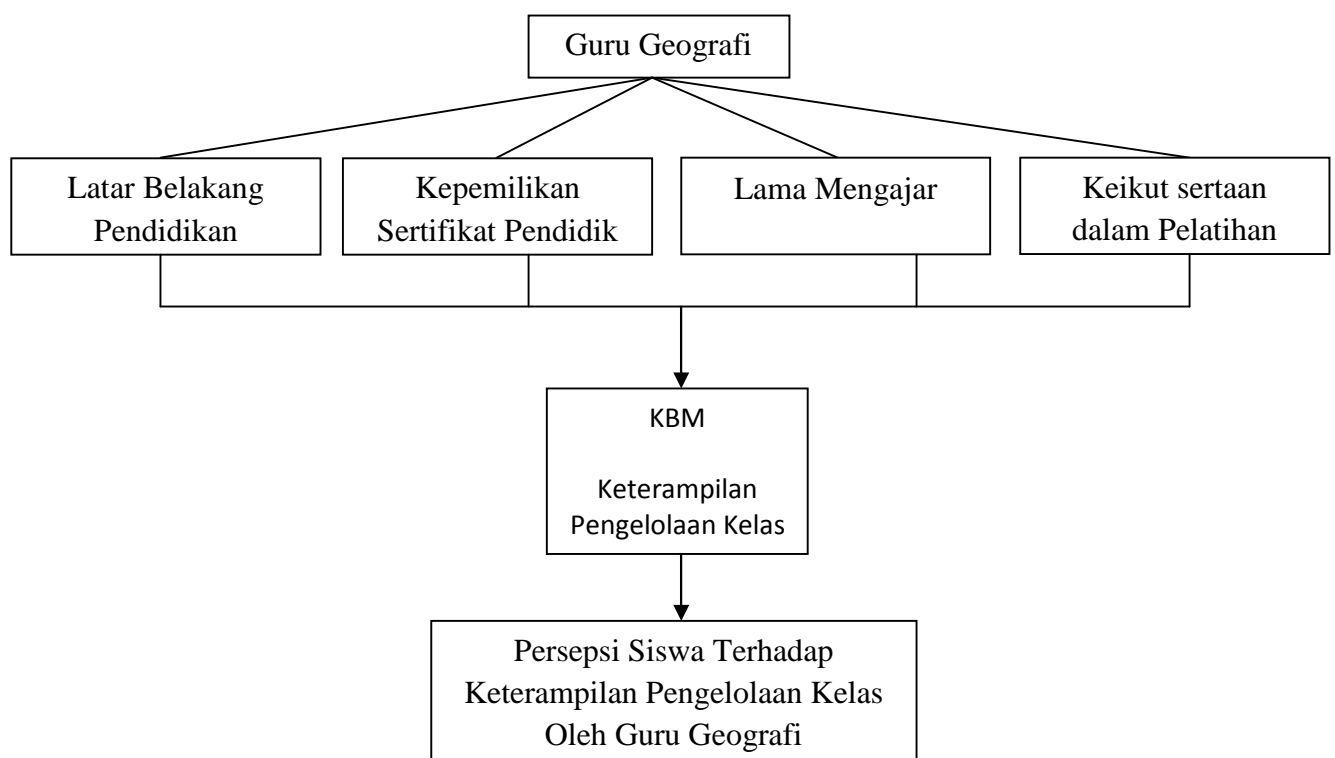 Guru Geografi
Latar Belakang
Pendidikan
Kepemilikan
Sertifikat Pendidik
Lama Mengajar
Keikut sertaan
dalam Pelatihan
KBM
Keterampilan
Pengelolaan Kelas
Persepsi Siswa Terhadap
Keterampilan Pengelolaan Kelas
Oleh Guru Geografi